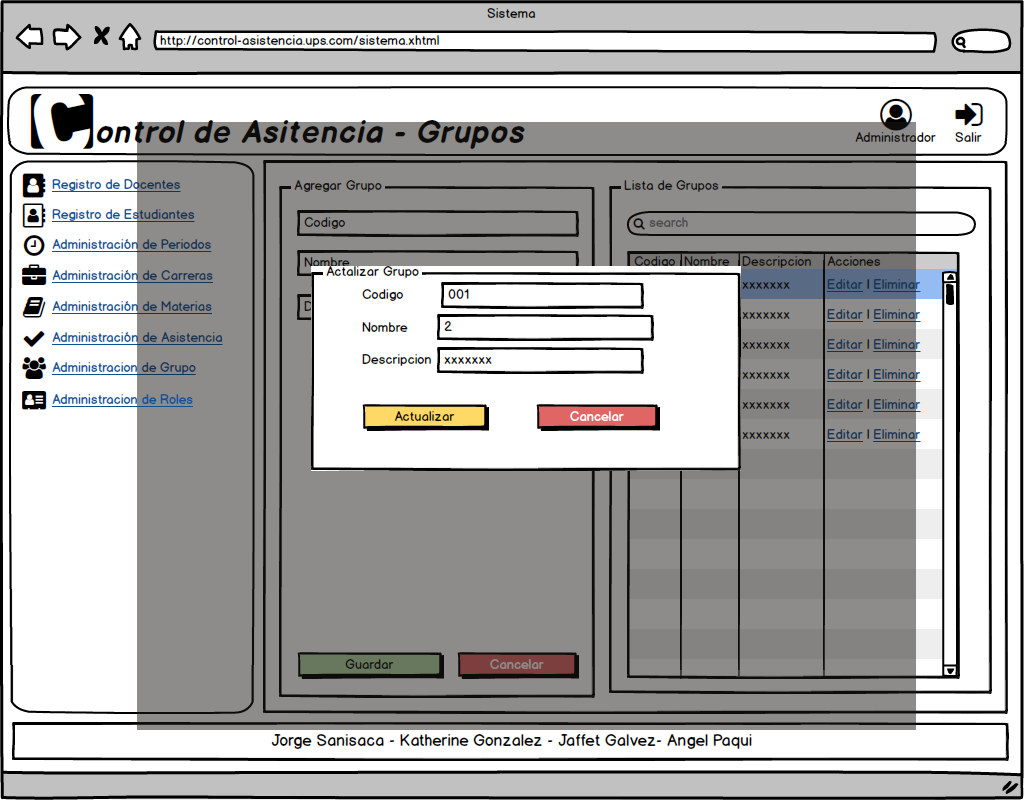 Sistema
http://control-asistencia.ups.com/sistema.xhtml
Control de Asitencia - Grupos
Administrador
Salir
Registro de Docentes
Registro de Estudiantes
Administración de Periodos
Administración de Carreras
Administración de Materias
Administración de Asistencia
Administracion de Grupo
Administracion de Roles
Agregar Grupo
Codigo
Nombre
D
Guardar
Cancelar
Actalizar Grupo
Codigo 001
Nombre 2
Descripcion xxxxxxx
Actualizar
Cancelar
Lista de Grupos
search
Codigo Nombre Descripcion Acciones
xxxxxxx Editar | Eliminar
xxxxxxx Editar | Eliminar
xxxxxxx Editar | Eliminar
xxxxxxx Editar | Eliminar
xxxxxxx Editar | Eliminar
xxxxxxx Editar | Eliminar
Jorge Sanisaca - Katherine Gonzalez - Jaffet Galvez- Angel Paqui